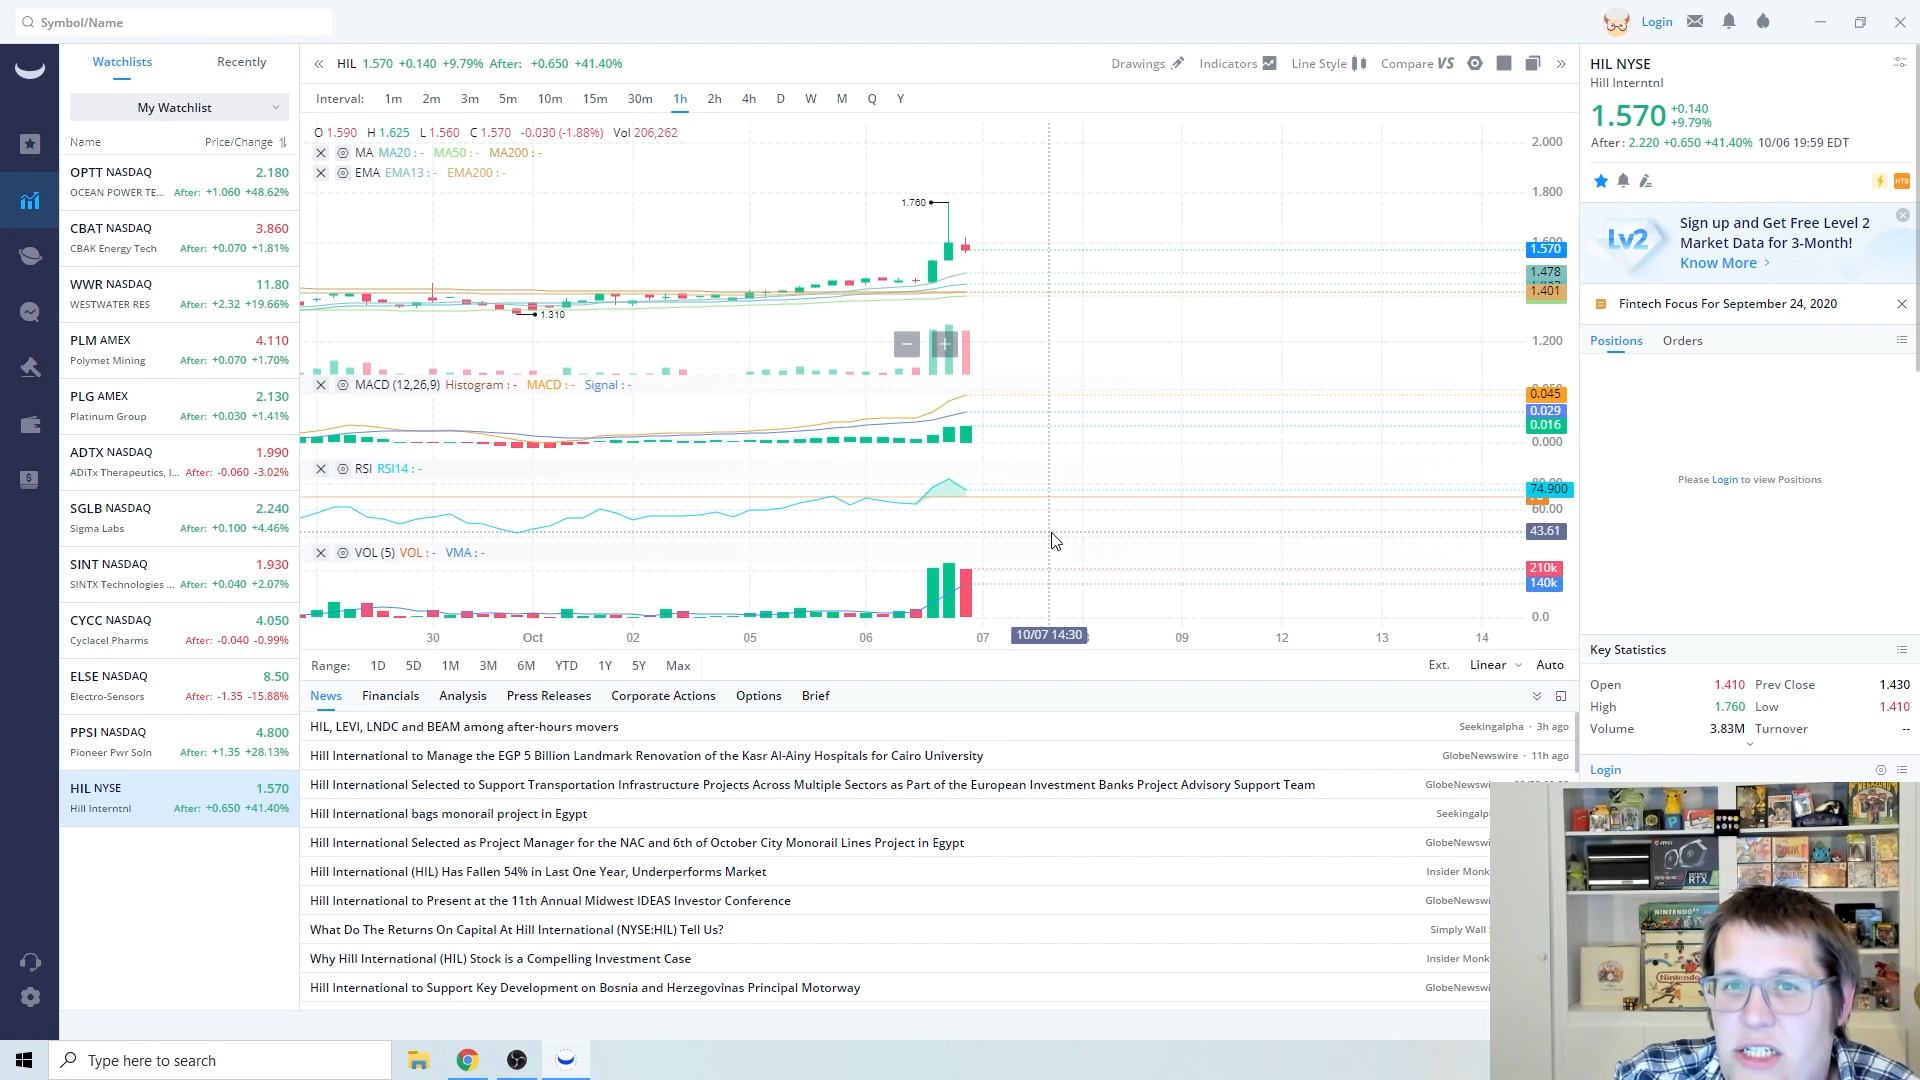 Symbol/Name
Login
Watchlists Recently
My Watchlist
Name Price/Change
OPTT NASDAQ 2.180
OCEAN POWER TE... After: +1.060 +48.62%
CBAT NASDAQ 3.860
CBAK Energy Tech After: +0.070 +1.81%
WWR NASDAQ 11.80
WESTWATER RES After: +2.32 +19.66%
PLM AMEX 4.110
Polymet Mining After: +0.070 +1.70%
PLG AMEX 2.130
Platinum Group After: +0.030 +1.41%
ADTX NASDAQ 1.990
ADiTx Therapeutics, I... After: -0.060 -3.02%
SGLB NASDAQ 2.240
Sigma Labs After: +0.100 +4.46%
SINT NASDAQ 1.930
SINTX Technologies ... After: +0.040 +2.07%
CYCC NASDAQ 4.050
Cyclacel Pharms After: -0.040 -0.99%
ELSE NASDAQ 8.50
Electro-Sensors After: -1.35 -15.88%
PPSI NASDAQ 4.800
Pioneer Pwr Soln After: +1.35 +28.13%
HIL NYSE 1.570
Hill Interntnl After: +0.650 +41.40%
HIL 1.570 +0.140 +9.79% After: +0.650 +41.40%
Drawings Indicators Line Style Compare VS
Interval: 1m 2m 3m 5m 10m 15m 30m 1h 2h 4h D W M Q Y
O 1.590 H 1.625 L 1.560 C 1.570 -0.030 (-1.88%) Vol 206,262
MA MA20 : - MA50 : - MA200 : -
EMA EMA13 : - EMA200 : -
2.000
1.800
1.760
1.570
1.478
1.401
1.310
1.200
MACD (12,26,9) Histogram : - MACD : - Signal : -
0.045
0.029
0.016
0.000
RSI RSI14 : -
74.900
60.00
43.61
VOL (5) VOL : - VMA : -
210k
140k
0.0
30 Oct 02 05 06 07 10/07 14:30 09 12 13 14
Range: 1D 5D 1M 3M 6M YTD 1Y 5Y Max
Ext. Linear Auto
News Financials Analysis Press Releases Corporate Actions Options Brief
HIL, LEVI, LNDC and BEAM among after-hours movers Seekingalpha · 3h ago
Hill International to Manage the EGP 5 Billion Landmark Renovation of the Kasr Al-Ainy Hospitals for Cairo University GlobeNewswire · 11h ago
Hill International Selected to Support Transportation Infrastructure Projects Across Multiple Sectors as Part of the European Investment Banks Project Advisory Support Team GlobeNews
Hill International bags monorail project in Egypt Seekingalp
Hill International Selected as Project Manager for the NAC and 6th of October City Monorail Lines Project in Egypt GlobeNewswi
Hill International (HIL) Has Fallen 54% in Last One Year, Underperforms Market Insider Monk
Hill International to Present at the 11th Annual Midwest IDEAS Investor Conference GlobeNewswi
What Do The Returns On Capital At Hill International (NYSE:HIL) Tell Us? Simply Wall
Why Hill International (HIL) Stock is a Compelling Investment Case Insider Monk
Hill International to Support Key Development on Bosnia and Herzegovinas Principal Motorway GlobeNewswi
HIL NYSE
Hill Interntnl
1.570 +0.140
+9.79%
After : 2.220 +0.650 +41.40% 10/06 19:59 EDT
HTB
Lv2
Sign up and Get Free Level 2
Market Data for 3-Month!
Know More >
Fintech Focus For September 24, 2020
Positions Orders
Please Login to view Positions
Key Statistics
Open 1.410 Prev Close 1.430
High 1.760 Low 1.410
Volume 3.83M Turnover --
Login
msi
RTX
NINTENDO
Nintendo
Type here to search